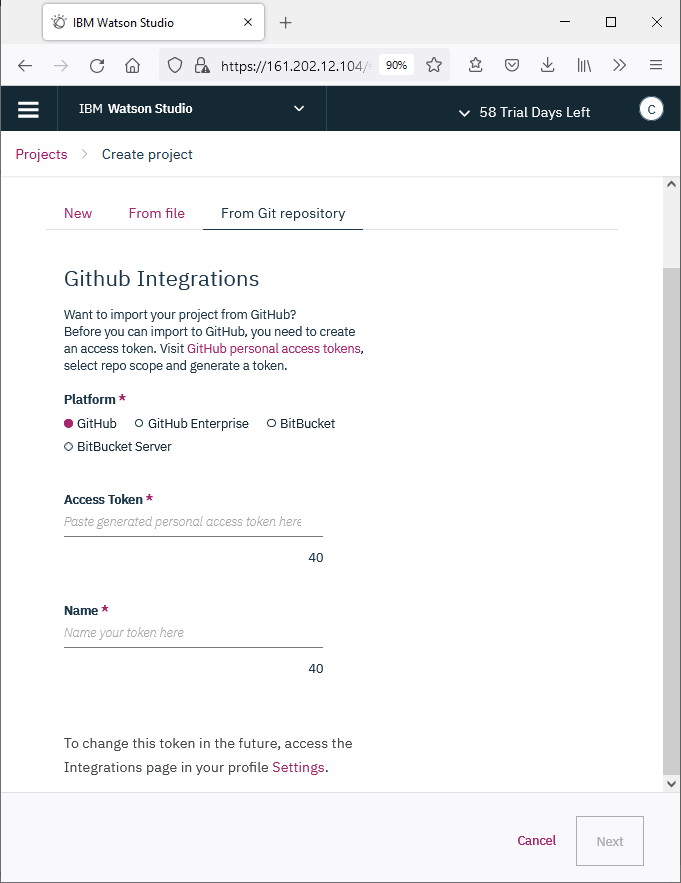 IBM Watson Studio
https://161.202.12.104/
90%
IBM Watson Studio
58 Trial Days Left
C
Projects
Create project
New
From file
From Git repository
Github Integrations
Want to import your project from GitHub?
Before you can import to GitHub, you need to create
an access token. Visit GitHub personal access tokens,
select repo scope and generate a token.
Platform *
GitHub
GitHub Enterprise
BitBucket
BitBucket Server
Access Token *
Paste generated personal access token here
40
Name *
Name your token here
40
To change this token in the future, access the
Integrations page in your profile Settings.
Cancel
Next